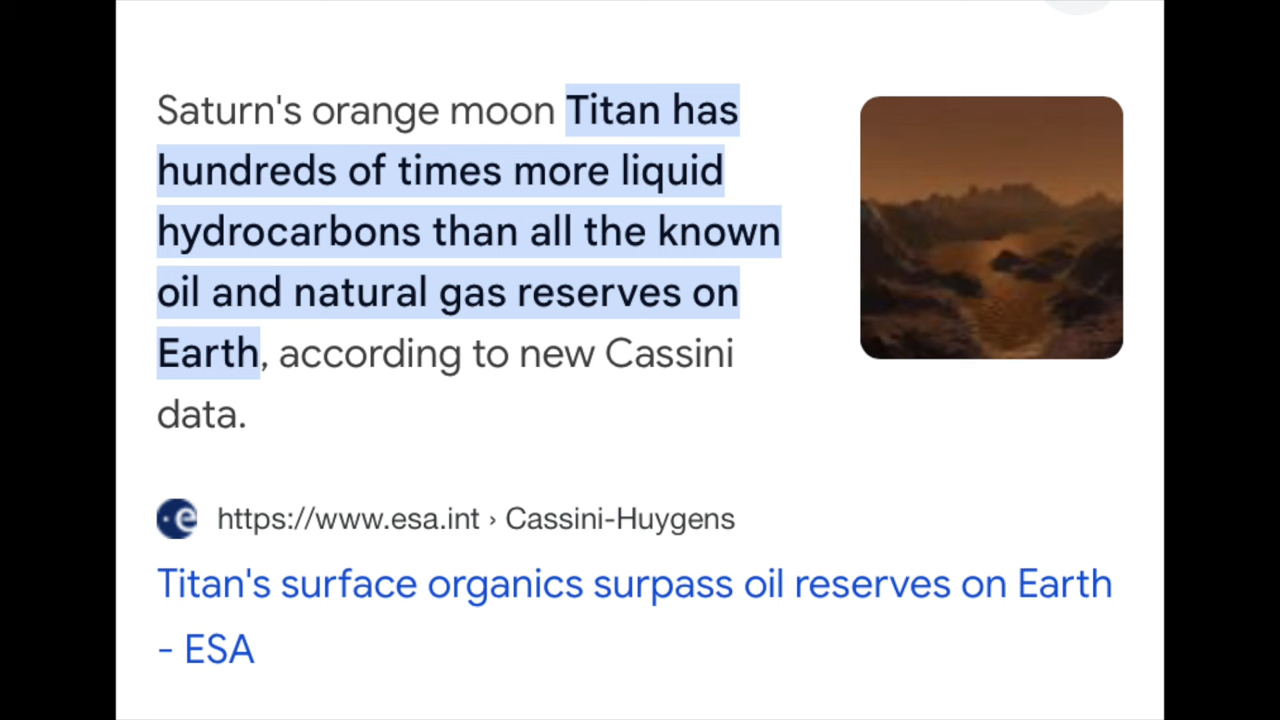 Saturn's orange moon Titan has
hundreds of times more liquid
hydrocarbons than all the known
oil and natural gas reserves on
Earth, according to new Cassini
data.
https://www.esa.int › Cassini-Huygens
Titan's surface organics surpass oil reserves on Earth
- ESA